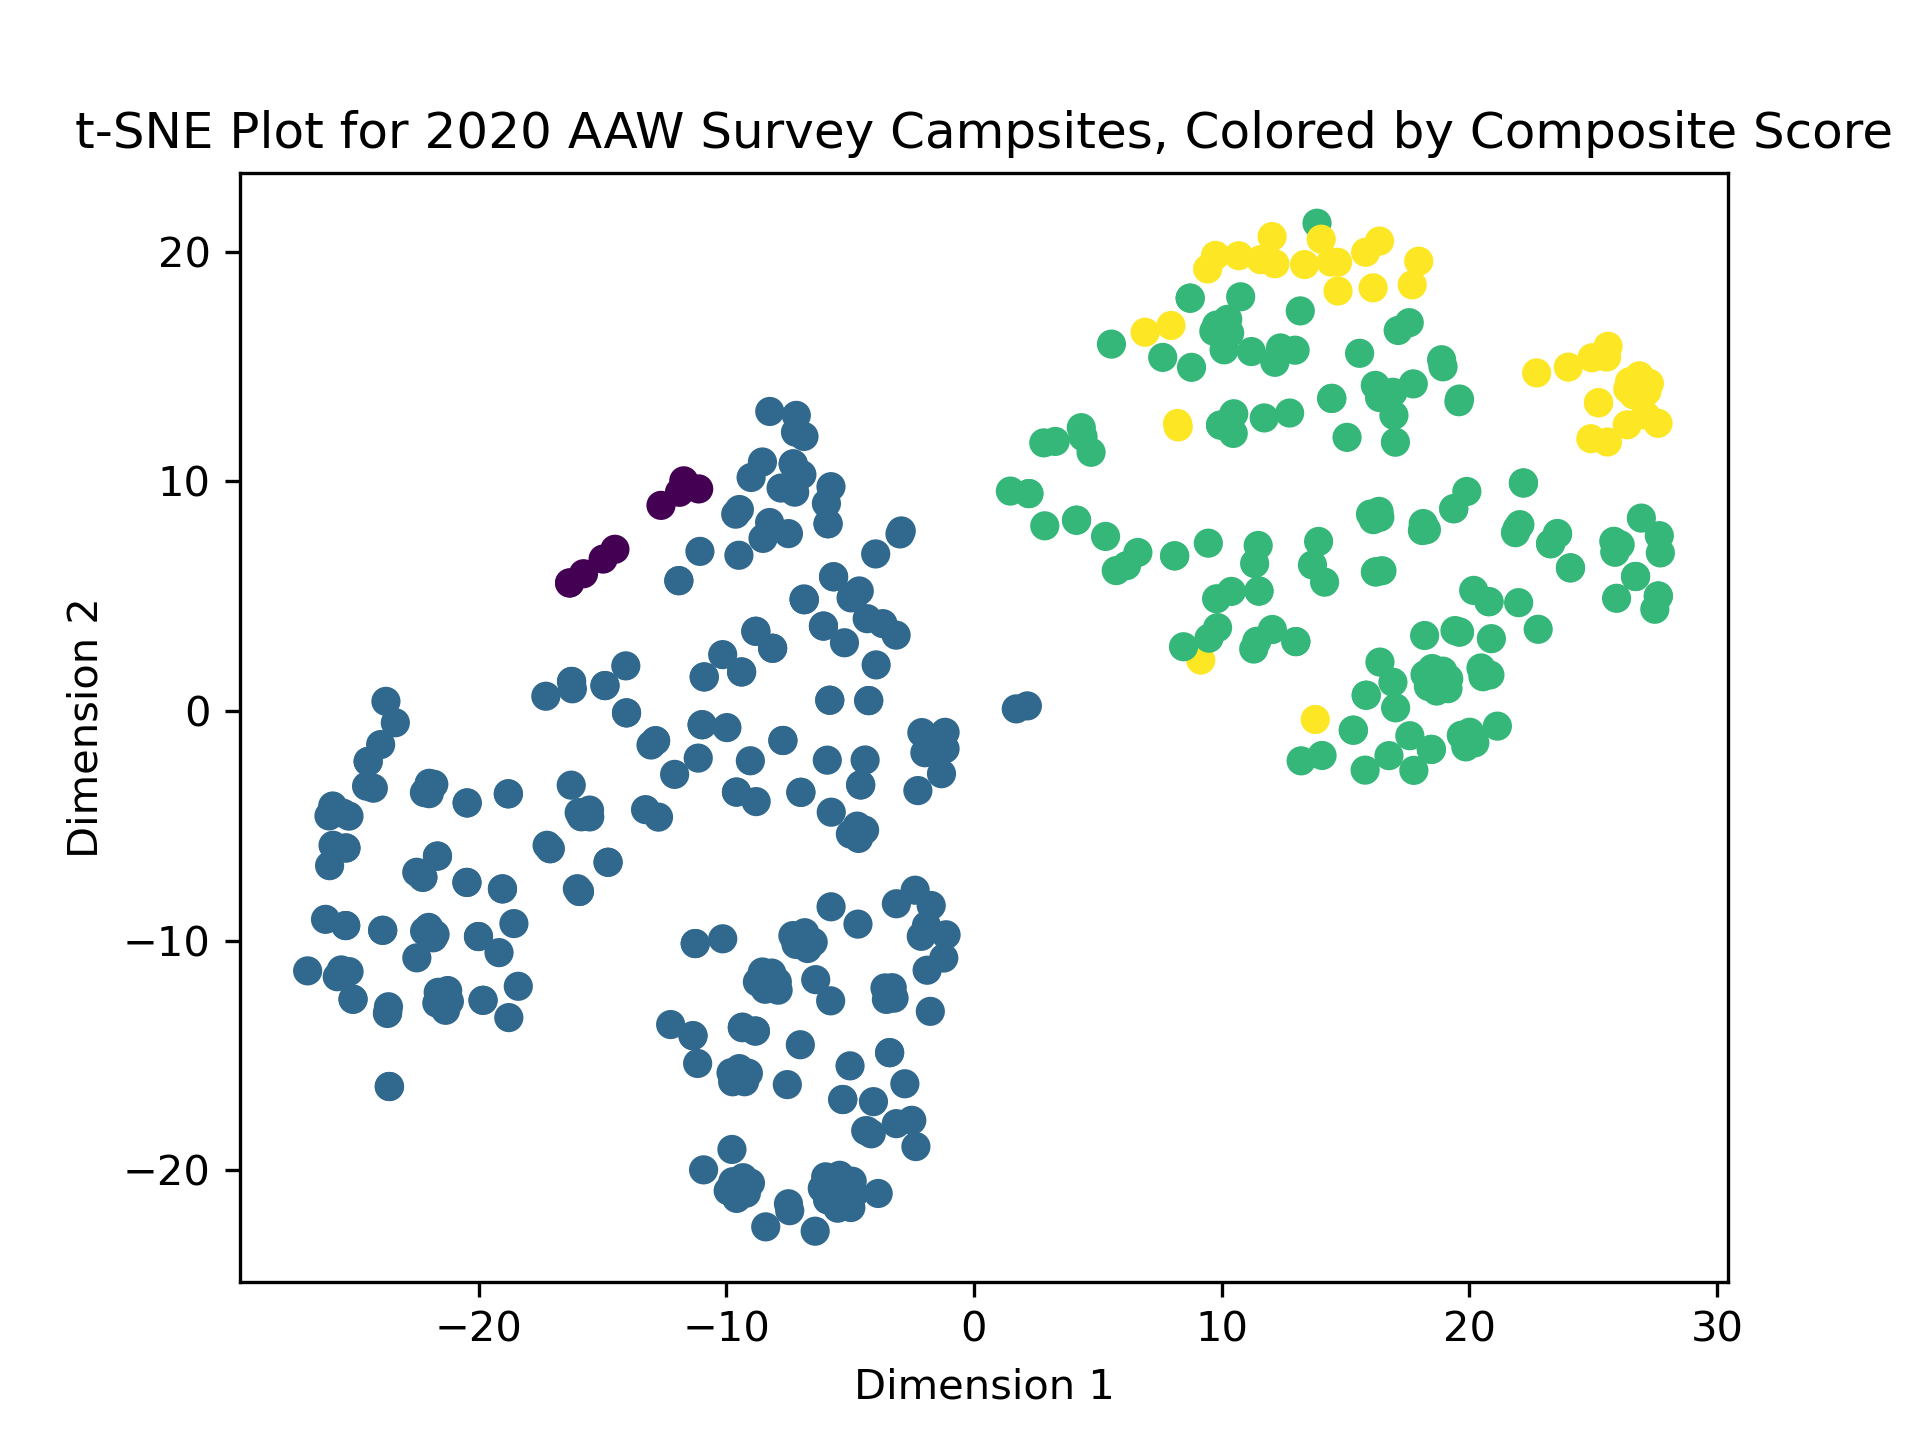 t-SNE Plot for 2020 AAW Survey Campsites, Colored by Composite Score
20
10
0
−10
−20
Dimension 2
−20 −10 0 10 20 30
Dimension 1